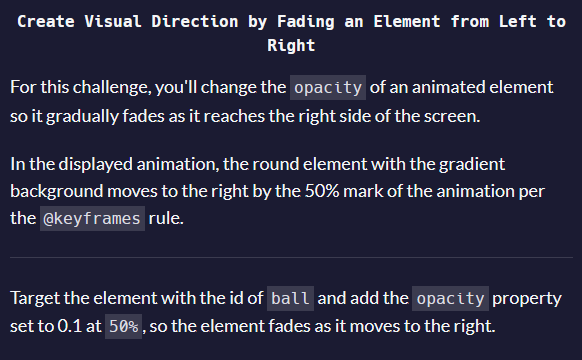 Create Visual Direction by Fading an Element from Left to
Right
For this challenge, you'll change the opacity of an animated element
so it gradually fades as it reaches the right side of the screen.
In the displayed animation, the round element with the gradient
background moves to the right by the 50% mark of the animation per
the @keyframes rule.
Target the element with the id of ball and add the opacity property
set to 0.1 at 50%, so the element fades as it moves to the right.